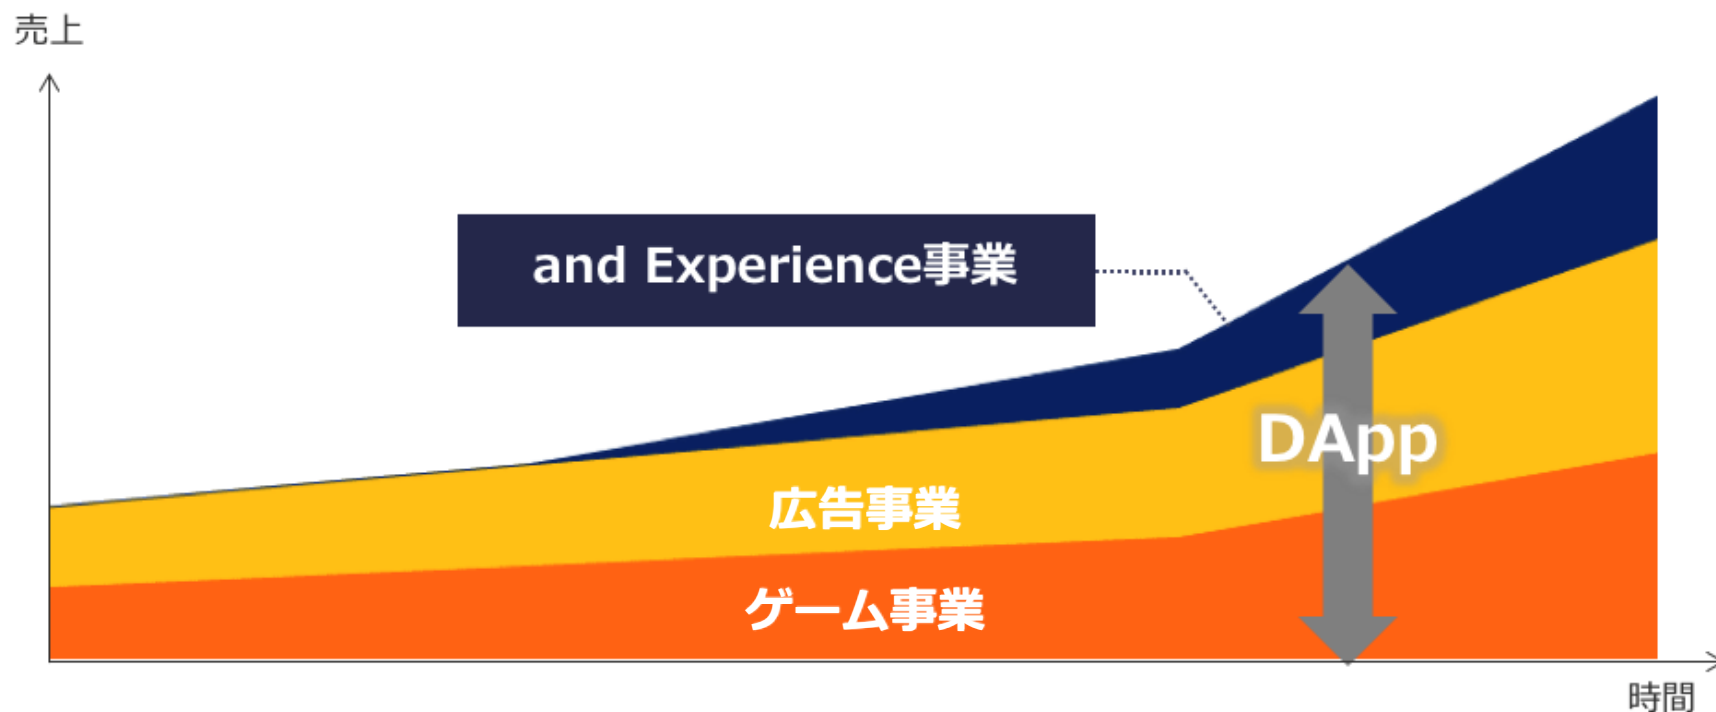 売上
and Experience事業
DApp
広告事業
ゲーム事業
時間